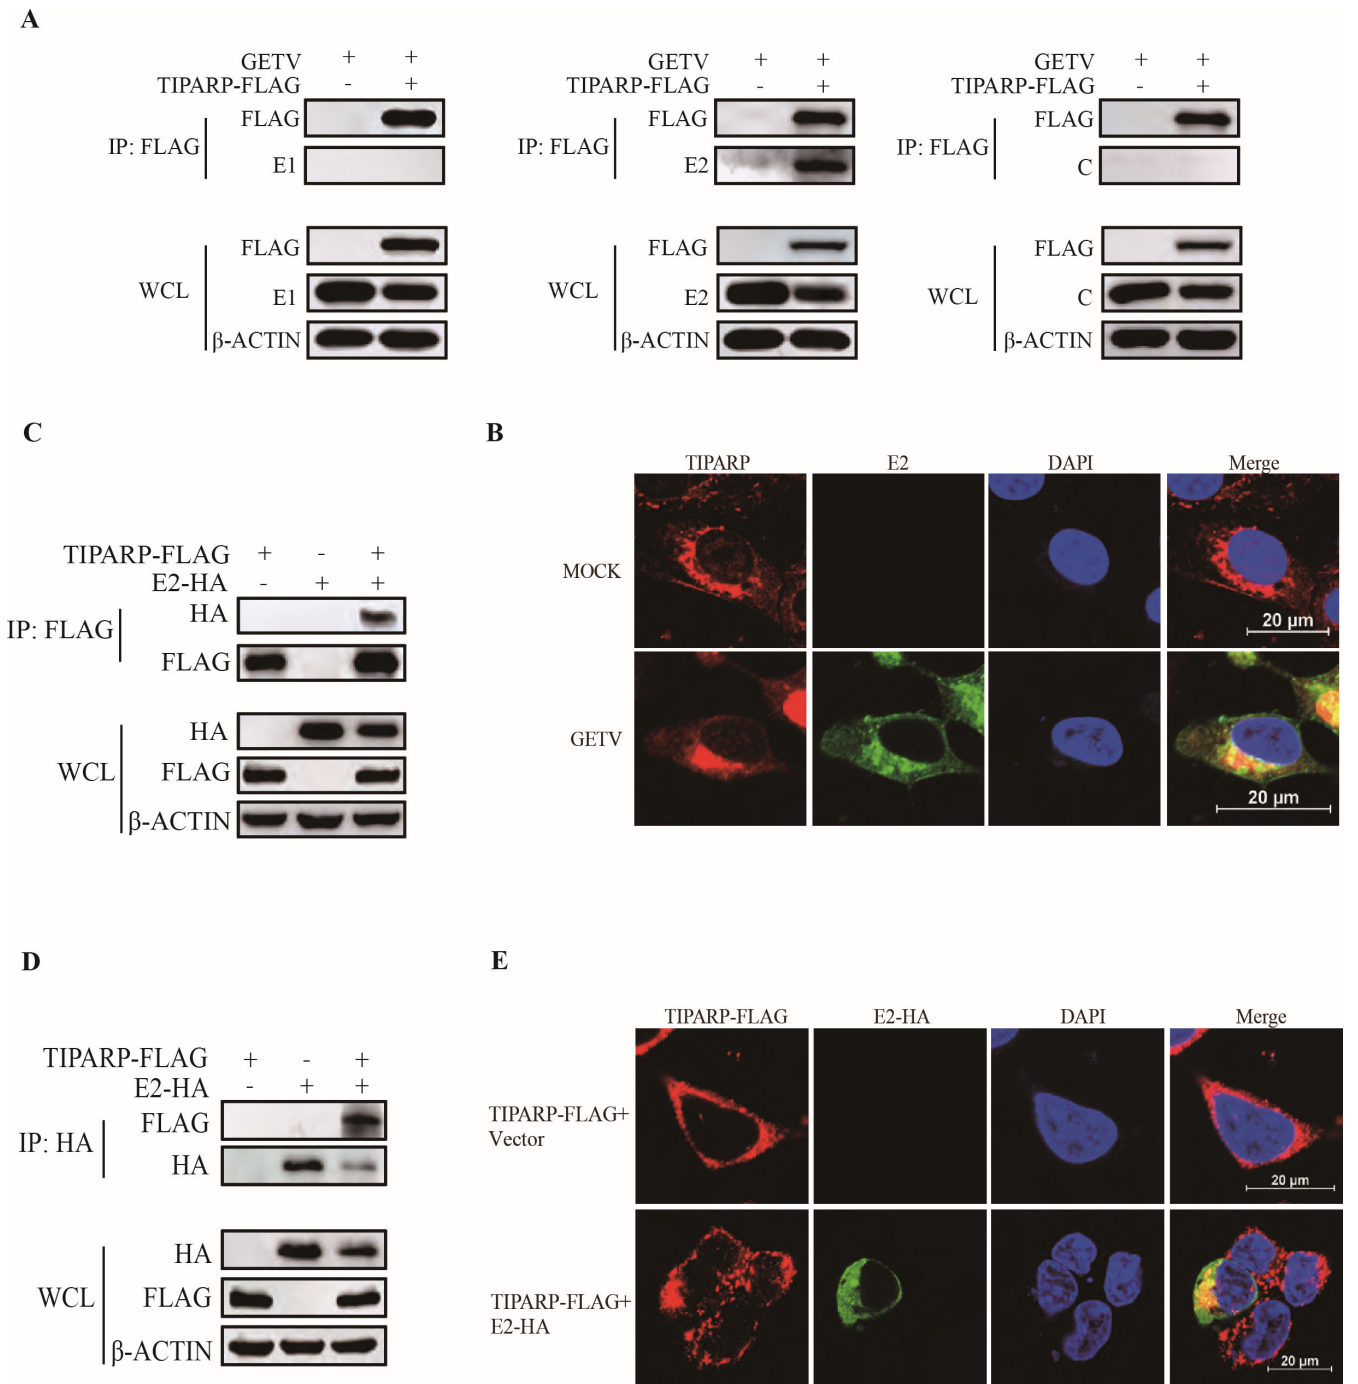 A
GETV + +
TIPARP-FLAG - +
FLAG
IP: FLAG
E1
FLAG
WCL
E1
β-ACTIN
GETV + +
TIPARP-FLAG - +
FLAG
IP: FLAG
E2
FLAG
WCL
E2
β-ACTIN
GETV + +
TIPARP-FLAG - +
FLAG
IP: FLAG
C
FLAG
WCL
C
β-ACTIN
C
TIPARP-FLAG + - +
E2-HA - + +
HA
IP: FLAG
FLAG
HA
WCL
FLAG
β-ACTIN
B
TIPARP E2 DAPI Merge
MOCK
20 μm
GETV
20 μm
D
TIPARP-FLAG + - +
E2-HA - + +
FLAG
IP: HA
HA
HA
WCL
FLAG
β-ACTIN
E
TIPARP-FLAG E2-HA DAPI Merge
TIPARP-FLAG+
Vector
20 μm
TIPARP-FLAG+
E2-HA
20 μm